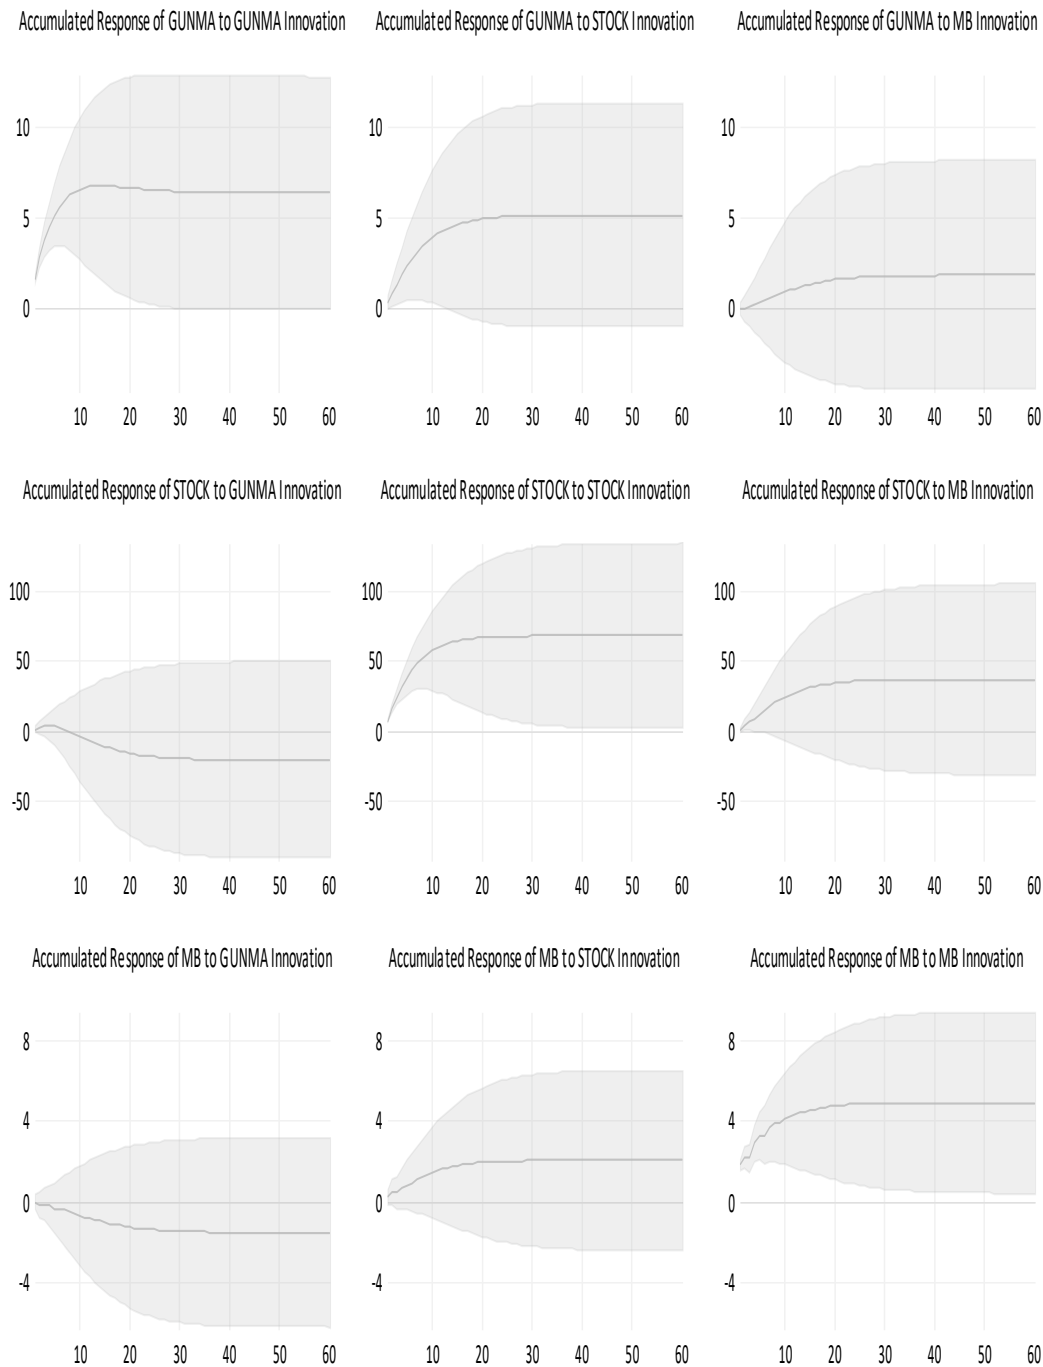 Accumulated Response of GUNMA to GUNMA Innovation
Accumulated Response of GUNMA to STOCK Innovation
Accumulated Response of GUNMA to MB Innovation
10
5
0
10 20 30 40 50 60
10
5
0
10 20 30 40 50 60
10
5
0
10 20 30 40 50 60
Accumulated Response of STOCK to GUNMA Innovation
Accumulated Response of STOCK to STOCK Innovation
Accumulated Response of STOCK to MB Innovation
100
50
0
-50
10 20 30 40 50 60
100
50
0
-50
10 20 30 40 50 60
100
50
0
-50
10 20 30 40 50 60
Accumulated Response of MB to GUNMA Innovation
Accumulated Response of MB to STOCK Innovation
Accumulated Response of MB to MB Innovation
8
4
0
-4
10 20 30 40 50 60
8
4
0
-4
10 20 30 40 50 60
8
4
0
-4
10 20 30 40 50 60